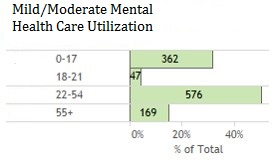 Mild/Moderate Mental
Health Care Utilization
0-17 362
18-21 47
22-54 576
55+ 169
0% 20% 40%
% of Total